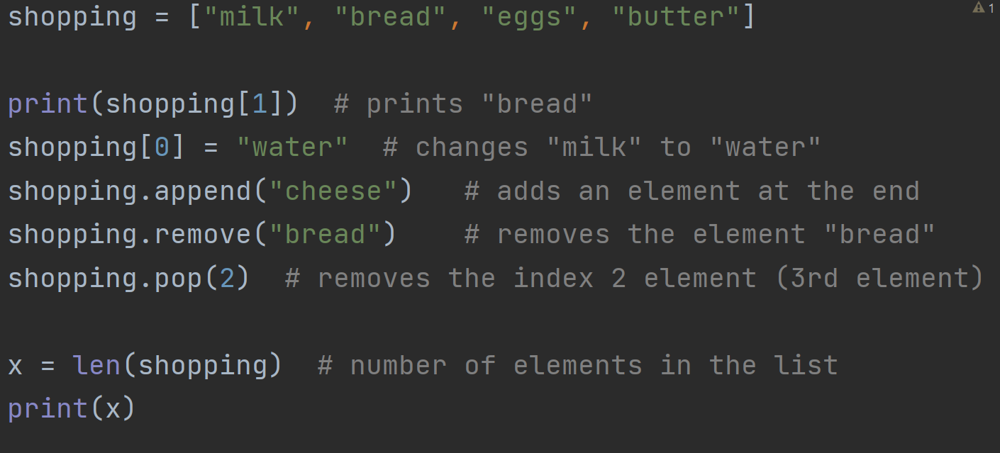 shopping = ["milk", "bread", "eggs", "butter"]
1
print(shopping[1])  # prints "bread"
shopping[0] = "water"  # changes "milk" to "water"
shopping.append("cheese")   # adds an element at the end
shopping.remove("bread")    # removes the element "bread"
shopping.pop(2)  # removes the index 2 element (3rd element)
x = len(shopping)  # number of elements in the list
print(x)